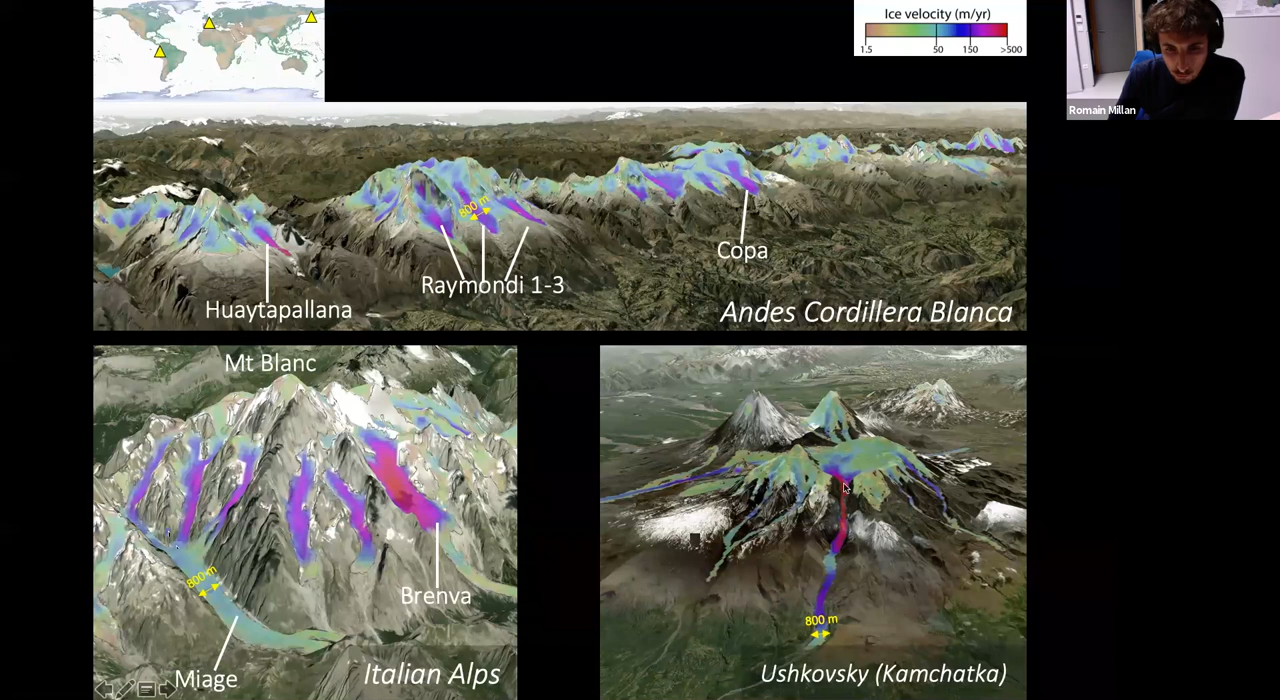 Ice velocity (m/yr)
1.5 50 150 >500
Romain Millan
800 m
Copa
Raymondi 1-3
Huaytapallana
Andes Cordillera Blanca
Mt Blanc
800 m
Brenva
Miage
Italian Alps
800 m
Ushkovsky (Kamchatka)